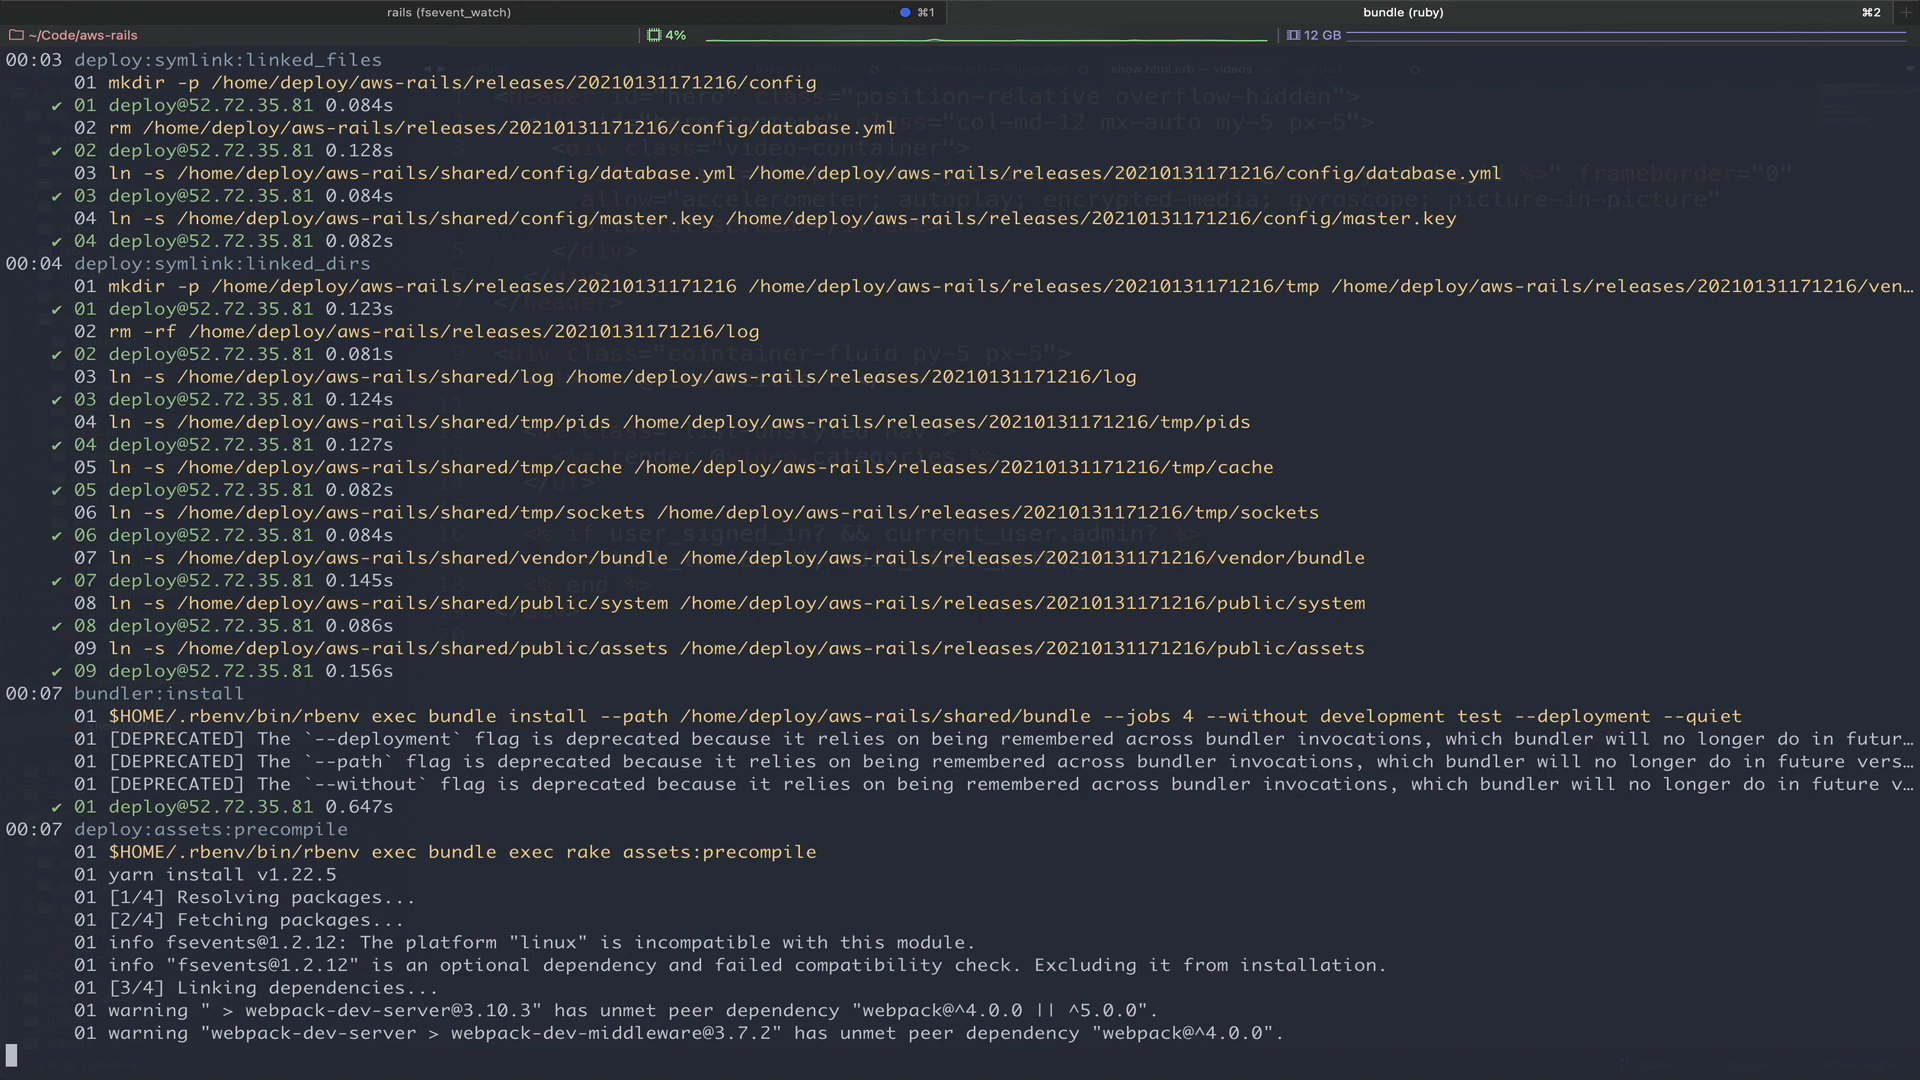 rails (fsevent_watch) ⌘1 bundle (ruby) ⌘2
~/Code/aws-rails 4% 12 GB
00:03 deploy:symlink:linked_files
01 mkdir -p /home/deploy/aws-rails/releases/20210131171216/config
✔ 01 deploy@52.72.35.81 0.084s
02 rm /home/deploy/aws-rails/releases/20210131171216/config/database.yml
✔ 02 deploy@52.72.35.81 0.128s
03 ln -s /home/deploy/aws-rails/shared/config/database.yml /home/deploy/aws-rails/releases/20210131171216/config/database.yml
✔ 03 deploy@52.72.35.81 0.084s
04 ln -s /home/deploy/aws-rails/shared/config/master.key /home/deploy/aws-rails/releases/20210131171216/config/master.key
✔ 04 deploy@52.72.35.81 0.082s
00:04 deploy:symlink:linked_dirs
01 mkdir -p /home/deploy/aws-rails/releases/20210131171216 /home/deploy/aws-rails/releases/20210131171216/tmp /home/deploy/aws-rails/releases/20210131171216/ven…
✔ 01 deploy@52.72.35.81 0.123s
02 rm -rf /home/deploy/aws-rails/releases/20210131171216/log
✔ 02 deploy@52.72.35.81 0.081s
03 ln -s /home/deploy/aws-rails/shared/log /home/deploy/aws-rails/releases/20210131171216/log
✔ 03 deploy@52.72.35.81 0.124s
04 ln -s /home/deploy/aws-rails/shared/tmp/pids /home/deploy/aws-rails/releases/20210131171216/tmp/pids
✔ 04 deploy@52.72.35.81 0.127s
05 ln -s /home/deploy/aws-rails/shared/tmp/cache /home/deploy/aws-rails/releases/20210131171216/tmp/cache
✔ 05 deploy@52.72.35.81 0.082s
06 ln -s /home/deploy/aws-rails/shared/tmp/sockets /home/deploy/aws-rails/releases/20210131171216/tmp/sockets
✔ 06 deploy@52.72.35.81 0.084s
07 ln -s /home/deploy/aws-rails/shared/vendor/bundle /home/deploy/aws-rails/releases/20210131171216/vendor/bundle
✔ 07 deploy@52.72.35.81 0.145s
08 ln -s /home/deploy/aws-rails/shared/public/system /home/deploy/aws-rails/releases/20210131171216/public/system
✔ 08 deploy@52.72.35.81 0.086s
09 ln -s /home/deploy/aws-rails/shared/public/assets /home/deploy/aws-rails/releases/20210131171216/public/assets
✔ 09 deploy@52.72.35.81 0.156s
00:07 bundler:install
01 $HOME/.rbenv/bin/rbenv exec bundle install --path /home/deploy/aws-rails/shared/bundle --jobs 4 --without development test --deployment --quiet
01 [DEPRECATED] The `--deployment` flag is deprecated because it relies on being remembered across bundler invocations, which bundler will no longer do in futur…
01 [DEPRECATED] The `--path` flag is deprecated because it relies on being remembered across bundler invocations, which bundler will no longer do in future vers…
01 [DEPRECATED] The `--without` flag is deprecated because it relies on being remembered across bundler invocations, which bundler will no longer do in future v…
✔ 01 deploy@52.72.35.81 0.647s
00:07 deploy:assets:precompile
01 $HOME/.rbenv/bin/rbenv exec bundle exec rake assets:precompile
01 yarn install v1.22.5
01 [1/4] Resolving packages...
01 [2/4] Fetching packages...
01 info fsevents@1.2.12: The platform "linux" is incompatible with this module.
01 info "fsevents@1.2.12" is an optional dependency and failed compatibility check. Excluding it from installation.
01 [3/4] Linking dependencies...
01 warning " > webpack-dev-server@3.10.3" has unmet peer dependency "webpack@^4.0.0 || ^5.0.0".
01 warning "webpack-dev-server > webpack-dev-middleware@3.7.2" has unmet peer dependency "webpack@^4.0.0".